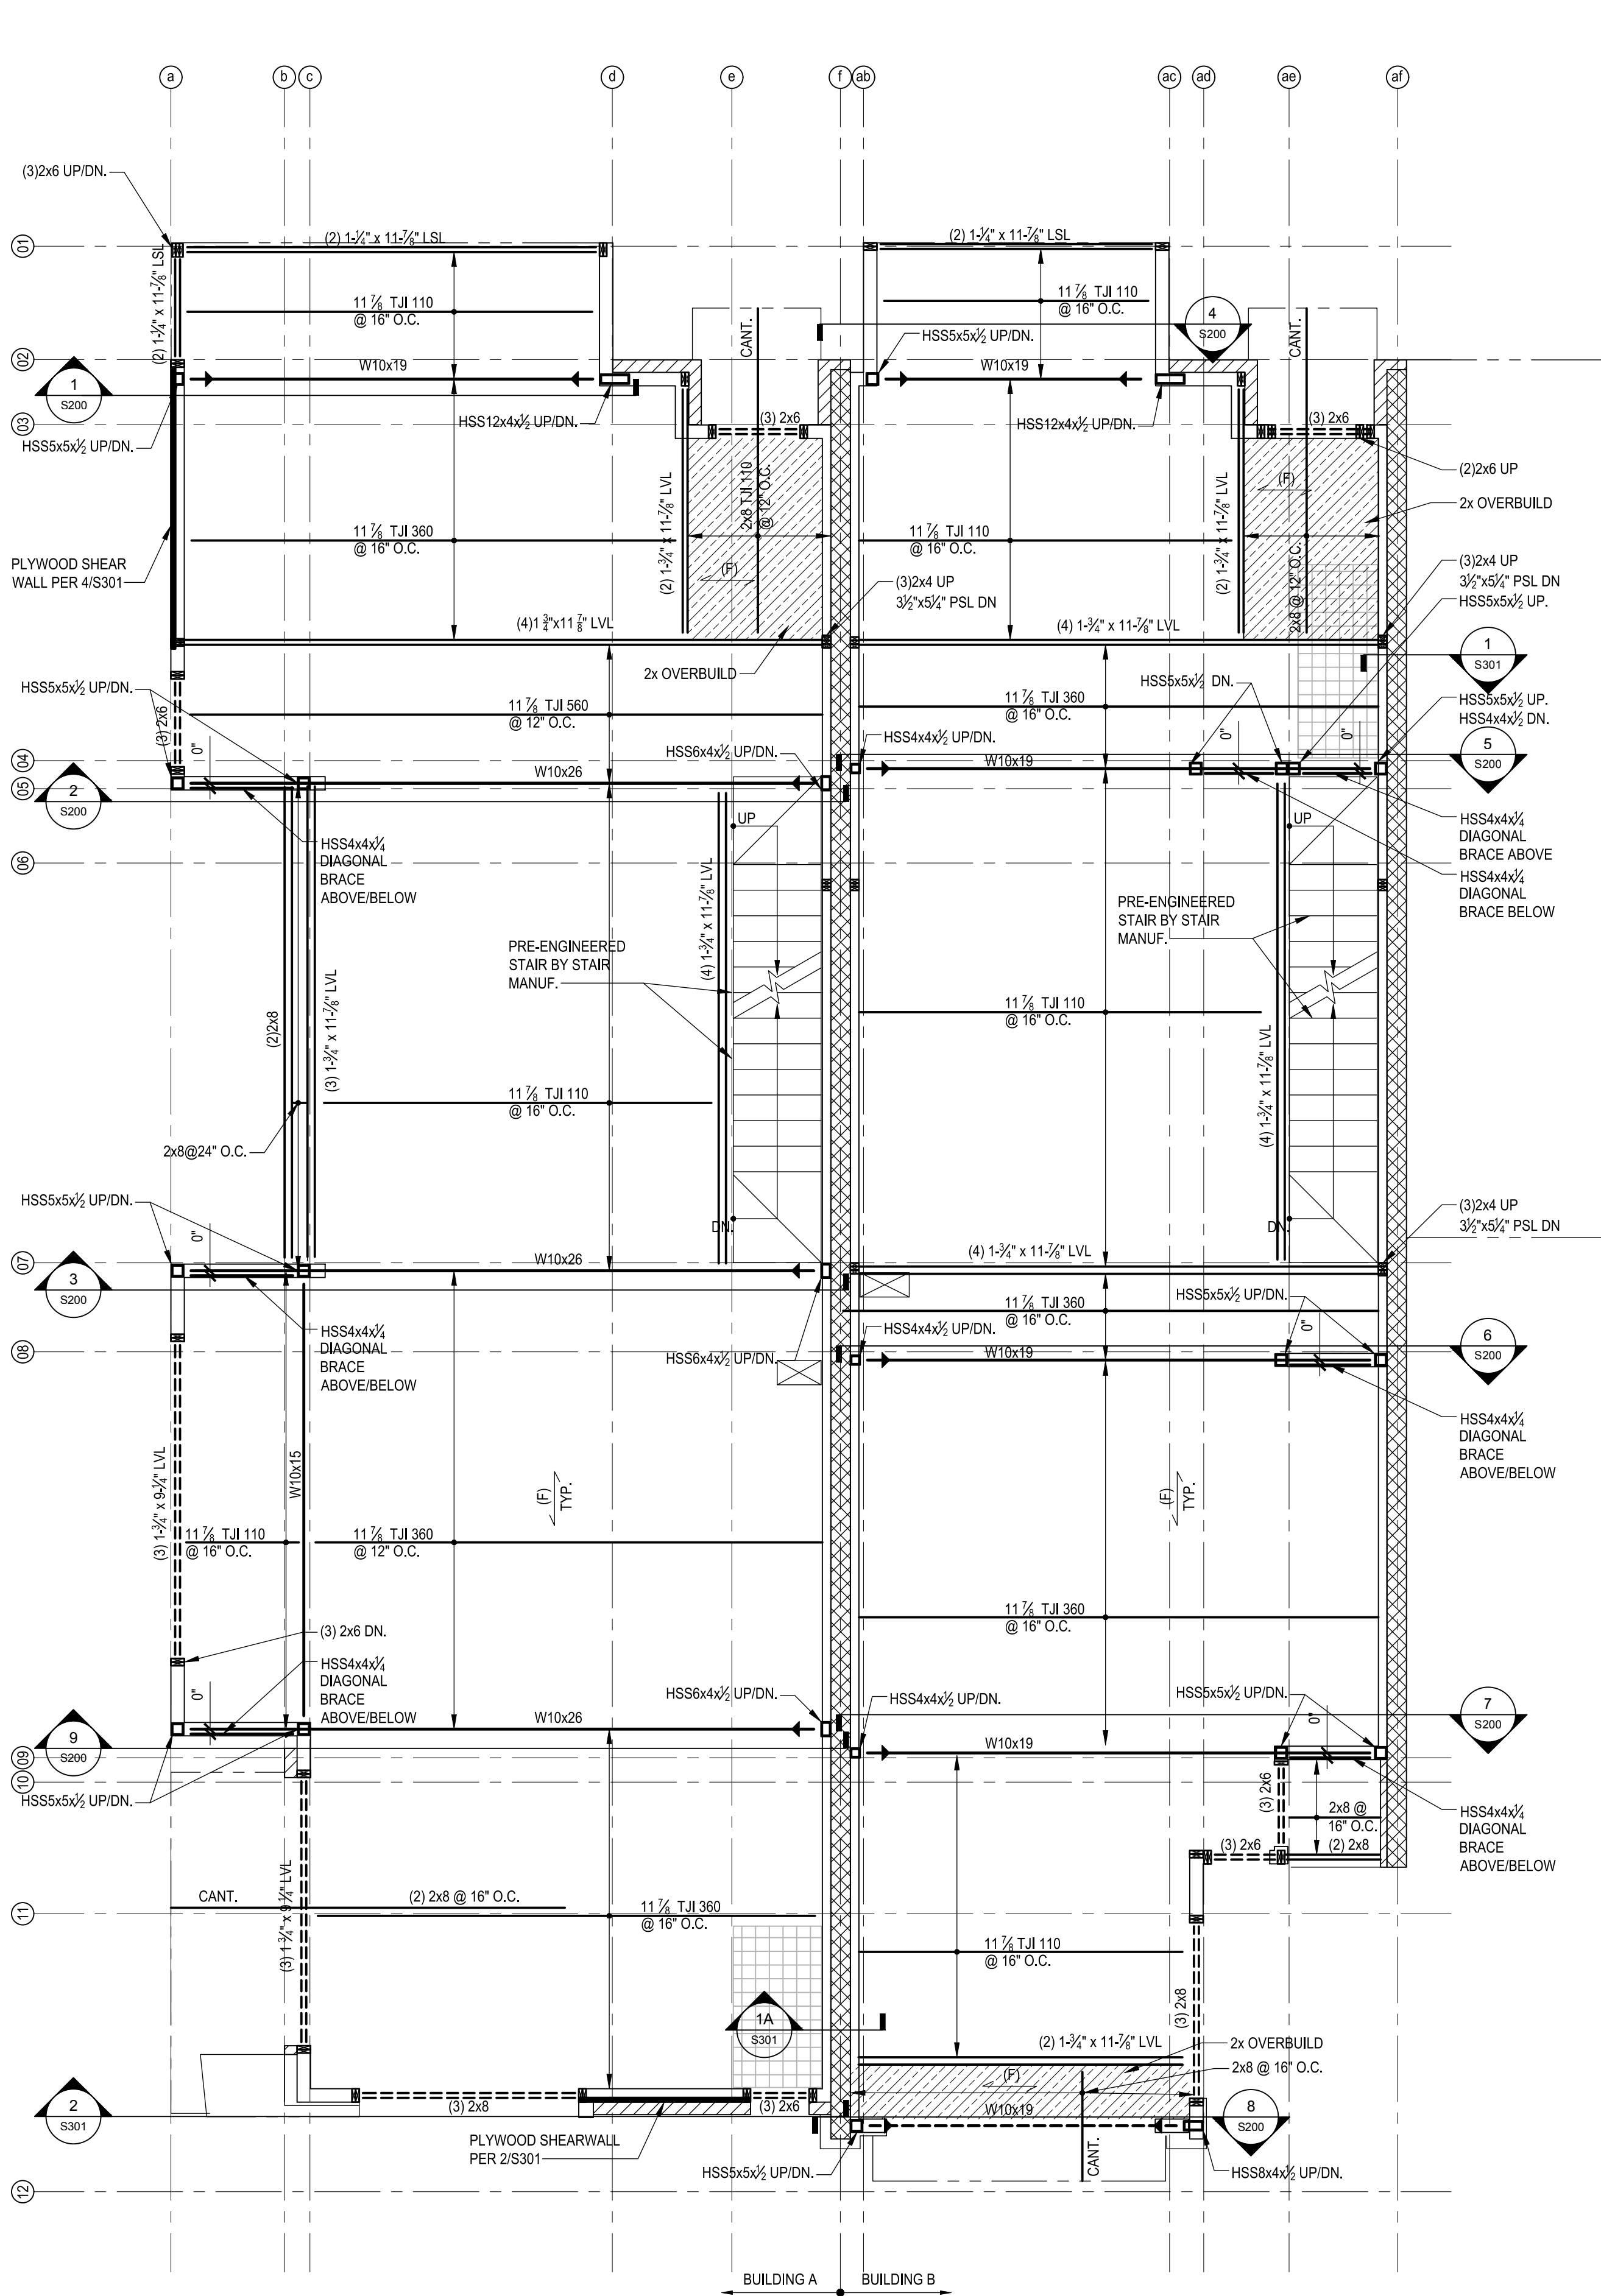 a
b
c
d
e
f
ab
ac
ad
ae
af
(3)2x6 UP/DN.
01
(2) 1-¼" x 11-⅞" LSL
(2) 1-¼" x 11-⅞" LSL
(2) 1-¼" x 11-⅞" LSL
11 ⅞ TJI 110
@ 16" O.C.
11 ⅞ TJI 110
@ 16" O.C.
CANT.
CANT.
4
S200
HSS5x5x½ UP/DN.
02
W10x19
W10x19
1
S200
03
HSS5x5x½ UP/DN.
HSS12x4x½ UP/DN.
(3) 2x6
HSS12x4x½ UP/DN.
(3) 2x6
(2)2x6 UP
(2) 1-¾" x 11-⅞" LVL
2x8 TJI 110
@ 12" O.C.
(2) 1-¾" x 11-⅞" LVL
(F)
2x OVERBUILD
11 ⅞ TJI 360
@ 16" O.C.
11 ⅞ TJI 110
@ 16" O.C.
PLYWOOD SHEAR
WALL PER 4/S301
(F)
(3)2x4 UP
3½"x5¼" PSL DN
2x8 @ 12" O.C.
(3)2x4 UP
3½"x5¼" PSL DN
HSS5x5x½ UP.
(4)1 ¾"x11 ⅞" LVL
(4) 1-¾" x 11-⅞" LVL
1
S301
2x OVERBUILD
HSS5x5x½ UP/DN.
HSS5x5x½ DN.
11 ⅞ TJI 560
@ 12" O.C.
11 ⅞ TJI 360
@ 16" O.C.
HSS5x5x½ UP.
HSS4x4x½ DN.
(3) 2x6
0"
0"
0"
04
HSS6x4x½ UP/DN.
HSS4x4x½ UP/DN.
5
S200
W10x26
W10x19
05
2
S200
UP
UP
HSS4x4x¼
DIAGONAL
BRACE
ABOVE/BELOW
HSS4x4x¼
DIAGONAL
BRACE ABOVE
HSS4x4x¼
DIAGONAL
BRACE BELOW
06
(4) 1-¾" x 11-⅞" LVL
PRE-ENGINEERED
STAIR BY STAIR
MANUF.
PRE-ENGINEERED
STAIR BY STAIR
MANUF.
(2)2x8
(3) 1-¾" x 11-⅞" LVL
11 ⅞ TJI 110
@ 16" O.C.
(4) 1-¾" x 11-⅞" LVL
11 ⅞ TJI 110
@ 16" O.C.
2x8@24" O.C.
HSS5x5x½ UP/DN.
0"
DN.
DN.
(3)2x4 UP
3½"x5¼" PSL DN
07
W10x26
(4) 1-¾" x 11-⅞" LVL
3
S200
11 ⅞ TJI 360
@ 16" O.C.
HSS5x5x½ UP/DN.
0"
HSS4x4x¼
DIAGONAL
BRACE
ABOVE/BELOW
HSS4x4x½ UP/DN.
08
HSS6x4x½ UP/DN.
W10x19
6
S200
HSS4x4x¼
DIAGONAL
BRACE
ABOVE/BELOW
(3) 1-¾" x 9-¼" LVL
W10x15
(F)
TYP.
(F)
TYP.
11 ⅞ TJI 110
@ 16" O.C.
11 ⅞ TJI 360
@ 12" O.C.
11 ⅞ TJI 360
@ 16" O.C.
(3) 2x6 DN.
HSS4x4x¼
DIAGONAL
BRACE
ABOVE/BELOW
0"
HSS6x4x½ UP/DN.
HSS4x4x½ UP/DN.
HSS5x5x½ UP/DN.
0"
7
S200
W10x26
W10x19
9
S200
09
10
HSS5x5x½ UP/DN.
(3) 2x6
2x8 @
16" O.C.
(3) 2x6
(2) 2x8
HSS4x4x¼
DIAGONAL
BRACE
ABOVE/BELOW
CANT.
(2) 2x8 @ 16" O.C.
11
11 ⅞ TJI 360
@ 16" O.C.
(3) 1 ¾" x 9 ¼" LVL
11 ⅞ TJI 110
@ 16" O.C.
1A
S301
(3) 2x8
(2) 1-¾" x 11-⅞" LVL
2x OVERBUILD
2x8 @ 16" O.C.
(F)
2
S301
(3) 2x8
(3) 2x6
W10x19
8
S200
PLYWOOD SHEARWALL
PER 2/S301
CANT.
HSS5x5x½ UP/DN.
HSS8x4x½ UP/DN.
12
BUILDING A
BUILDING B